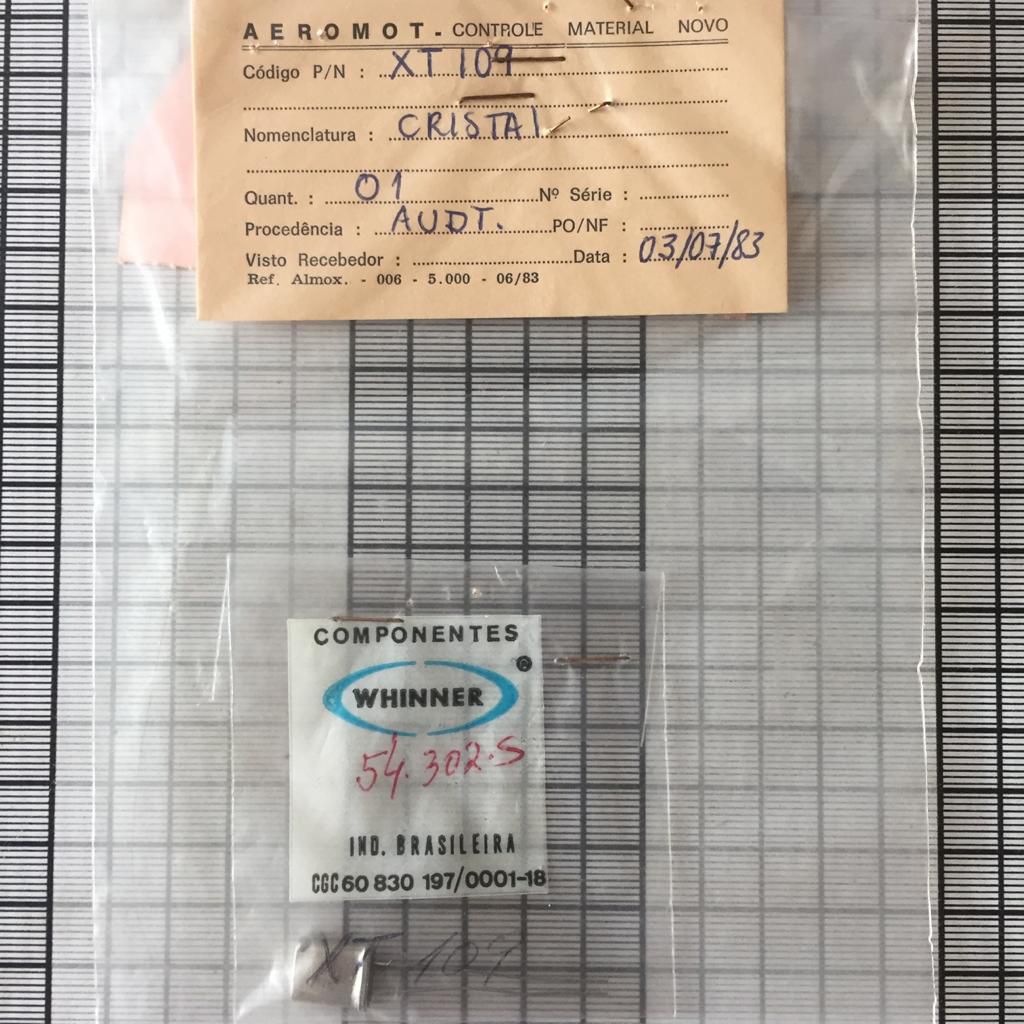 AEROMOT - CONTROLE MATERIAL NOVO
Código P/N : XT 109
Nomenclatura : CRISTAL
Quant. : 01 Nº Série :
Procedência : AUDT. PO/NF :
Visto Recebedor : Data : 03/07/83
Ref. Almox. - 006 - 5.000 - 06/83
COMPONENTES
WHINNER ®
54.302.S
IND. BRASILEIRA
CGC 60 830 197/0001-18
XT-109